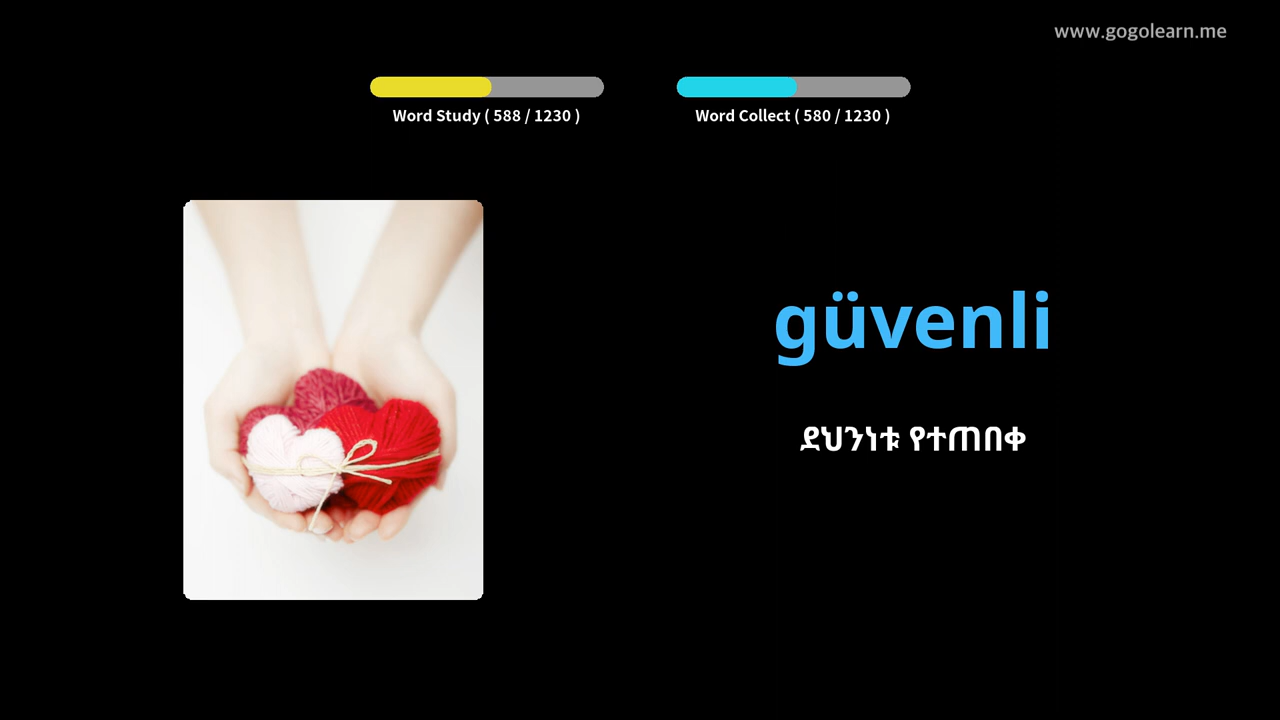 www.gogolearn.me
Word Study ( 588 / 1230 )
Word Collect ( 580 / 1230 )
güvenli
ደህንነቱ የተጠበቀ